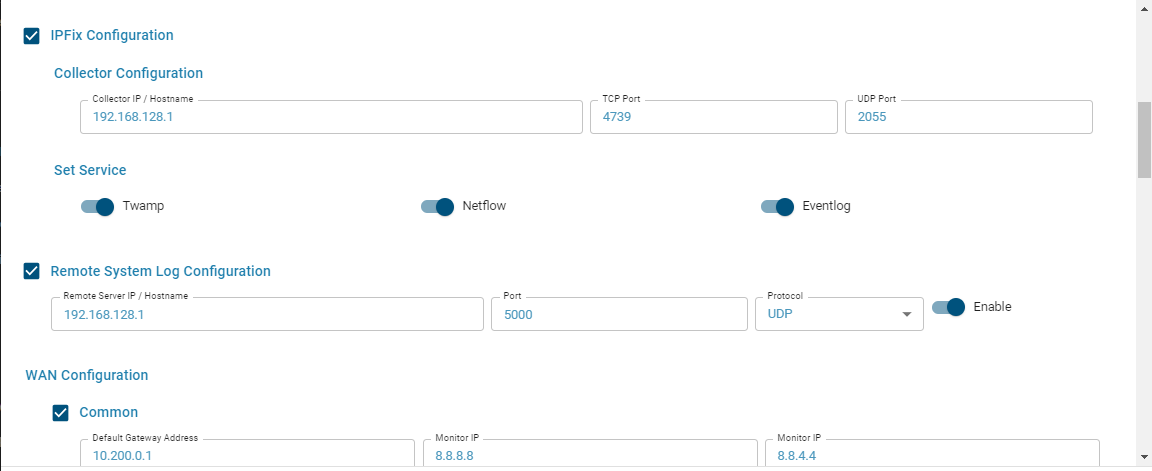 IPFix Configuration
Collector Configuration
Collector IP / Hostname TCP Port UDP Port
192.168.128.1 4739 2055
Set Service
Twamp Netflow Eventlog
Remote System Log Configuration
Remote Server IP / Hostname Port Protocol
192.168.128.1 5000 UDP Enable
WAN Configuration
Common
Default Gateway Address Monitor IP Monitor IP
10.200.0.1 8.8.8.8 8.8.4.4